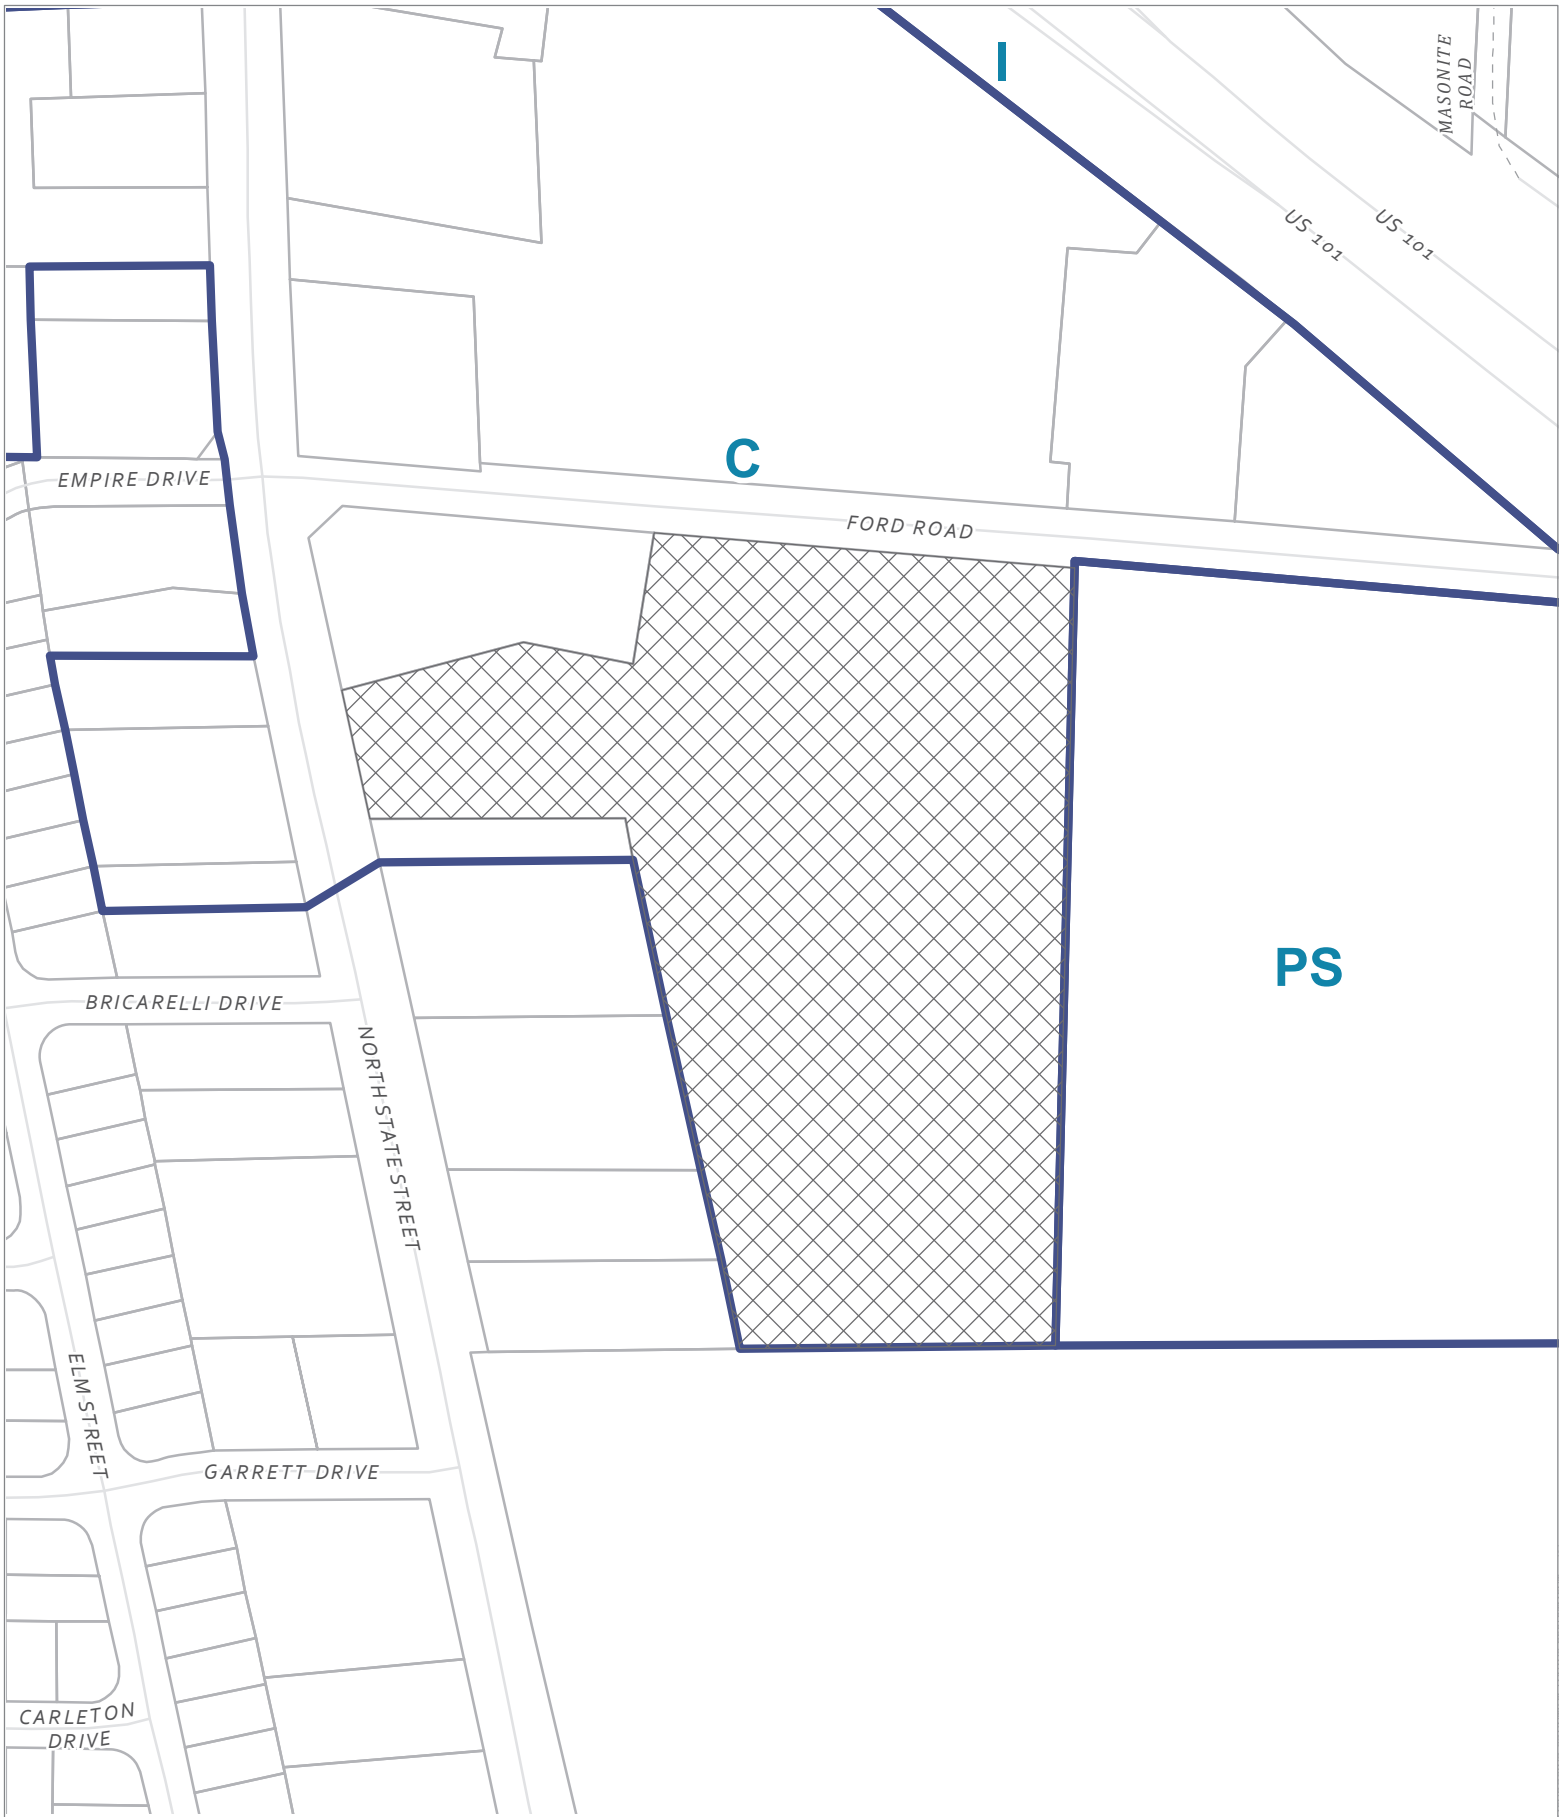 I
MASONITE
ROAD
US 101
US 101
C
EMPIRE DRIVE
FORD ROAD
PS
BRICARELLI DRIVE
NORTH STATE STREET
ELM STREET
GARRETT DRIVE
CARLETON
DRIVE